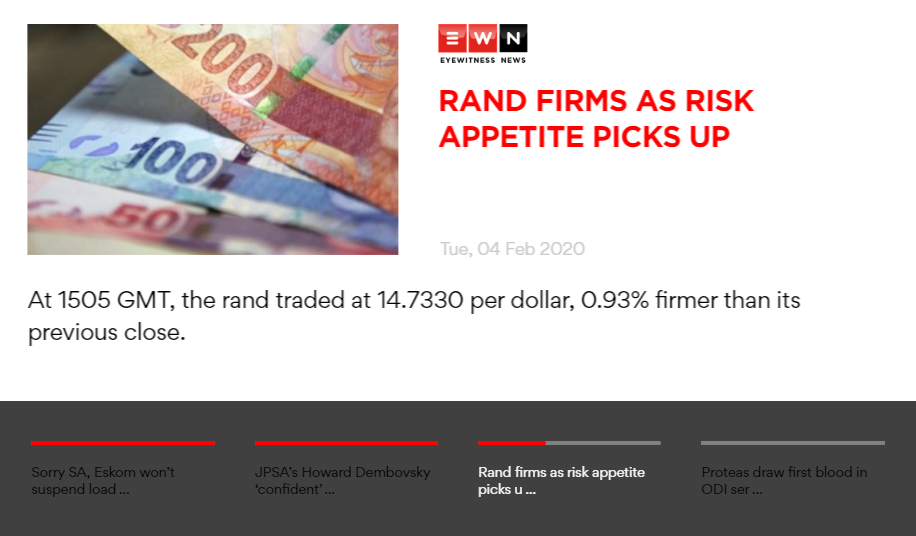 200
100
50
EWN
EYEWITNESS NEWS
RAND FIRMS AS RISK
APPETITE PICKS UP
Tue, 04 Feb 2020
At 1505 GMT, the rand traded at 14.7330 per dollar, 0.93% firmer than its
previous close.
Sorry SA, Eskom won't
suspend load ...
JPSA's Howard Dembovsky
‘confident’ ...
Rand firms as risk appetite
picks u ...
Proteas draw first blood in
ODI ser ...